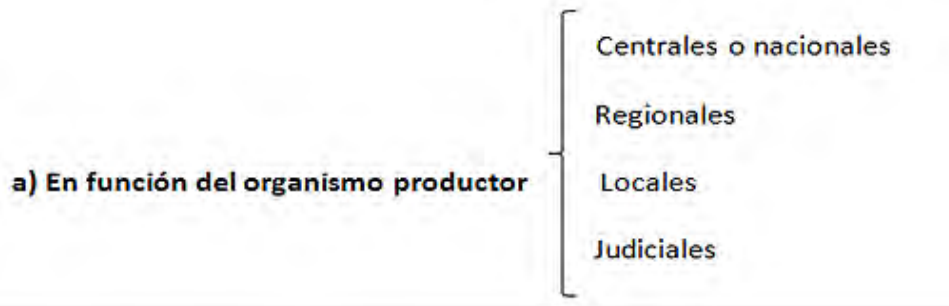 Centrales o nacionales
Regionales
a) En función del organismo productor
Locales
Judiciales